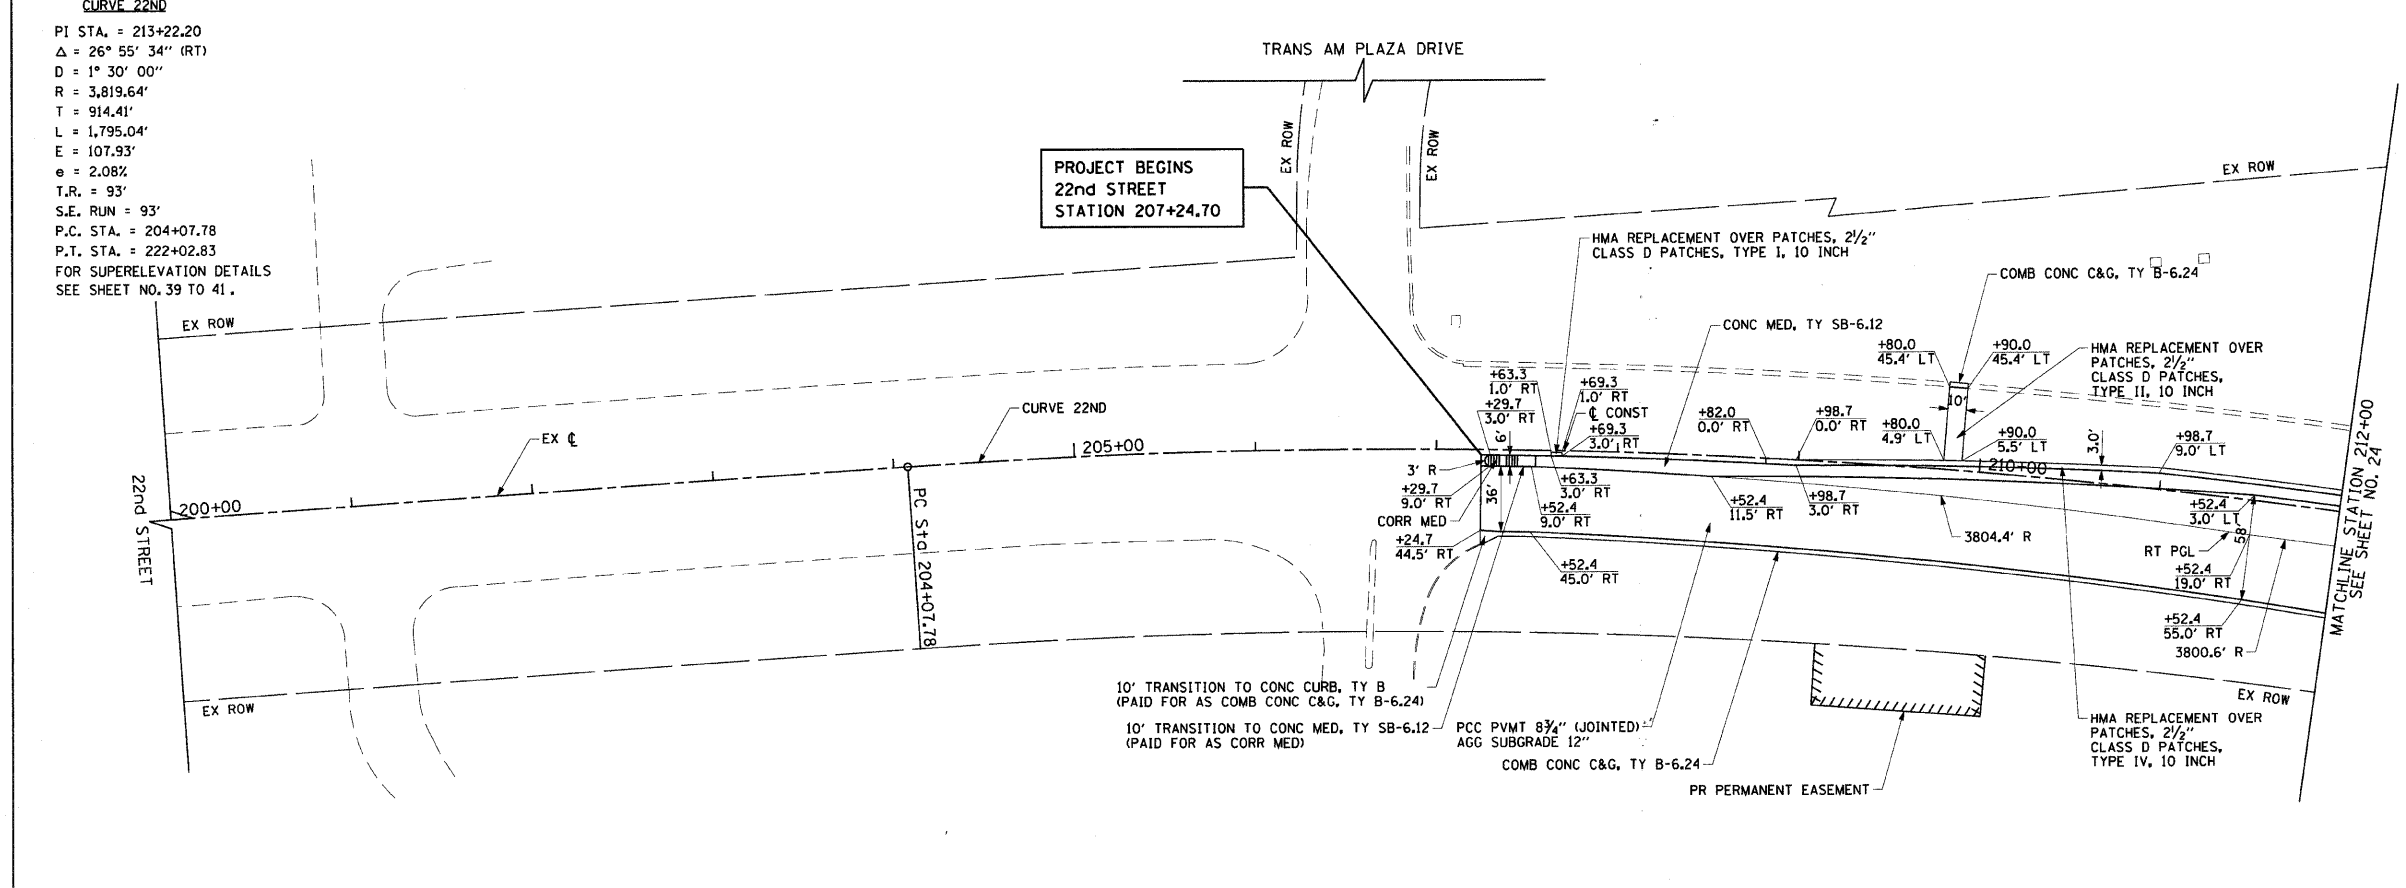 CURVE 22ND
PI STA. = 213+22.20
Δ = 26° 55' 34'' (RT)
D = 1° 30' 00''
R = 3,819.64'
T = 914.41'
L = 1,795.04'
E = 107.93'
e = 2.08%
T.R. = 93'
S.E. RUN = 93'
P.C. STA. = 204+07.78
P.T. STA. = 222+02.83
FOR SUPERELEVATION DETAILS
SEE SHEET NO. 39 TO 41.
TRANS AM PLAZA DRIVE
EX ROW
EX ROW
EX ROW
PROJECT BEGINS
22nd STREET
STATION 207+24.70
HMA REPLACEMENT OVER PATCHES, 2½''
CLASS D PATCHES, TYPE I, 10 INCH
COMB CONC C&G, TY B-6.24
CONC MED, TY SB-6.12
EX ROW
+80.0
45.4' LT
+90.0
45.4' LT
HMA REPLACEMENT OVER
PATCHES, 2½''
CLASS D PATCHES,
TYPE II, 10 INCH
10'
+63.3
1.0' RT
+69.3
1.0' RT
+29.7
3.0' RT
℄ CONST
+69.3
3.0' RT
+82.0
0.0' RT
+98.7
0.0' RT
+80.0
4.9' LT
+90.0
5.5' LT
3.0'
+98.7
9.0' LT
CURVE 22ND
EX ℄
205+00
6'
3' R
36'
+29.7
9.0' RT
+63.3
3.0' RT
+52.4
9.0' RT
+52.4
11.5' RT
+98.7
3.0' RT
210+00
CORR MED
+24.7
44.5' RT
+52.4
45.0' RT
3804.4' R
+52.4
3.0' LT
58'
RT PGL
+52.4
19.0' RT
+52.4
55.0' RT
3800.6' R
22nd STREET
200+00
PC Sta 204+07.78
MATCHLINE STATION 212+00
SEE SHEET NO. 24
EX ROW
EX ROW
10' TRANSITION TO CONC CURB, TY B
(PAID FOR AS COMB CONC C&G, TY B-6.24)
10' TRANSITION TO CONC MED, TY SB-6.12
(PAID FOR AS CORR MED)
PCC PVMT 8¾'' (JOINTED)
AGG SUBGRADE 12''
COMB CONC C&G, TY B-6.24
PR PERMANENT EASEMENT
HMA REPLACEMENT OVER
PATCHES, 2½''
CLASS D PATCHES,
TYPE IV, 10 INCH